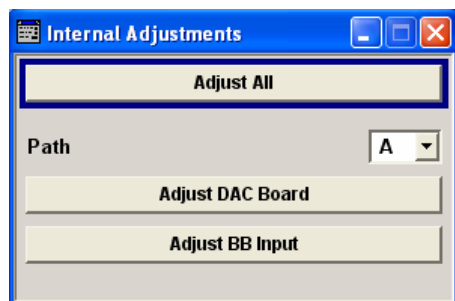 Internal Adjustments
Adjust All
Path A
Adjust DAC Board
Adjust BB Input